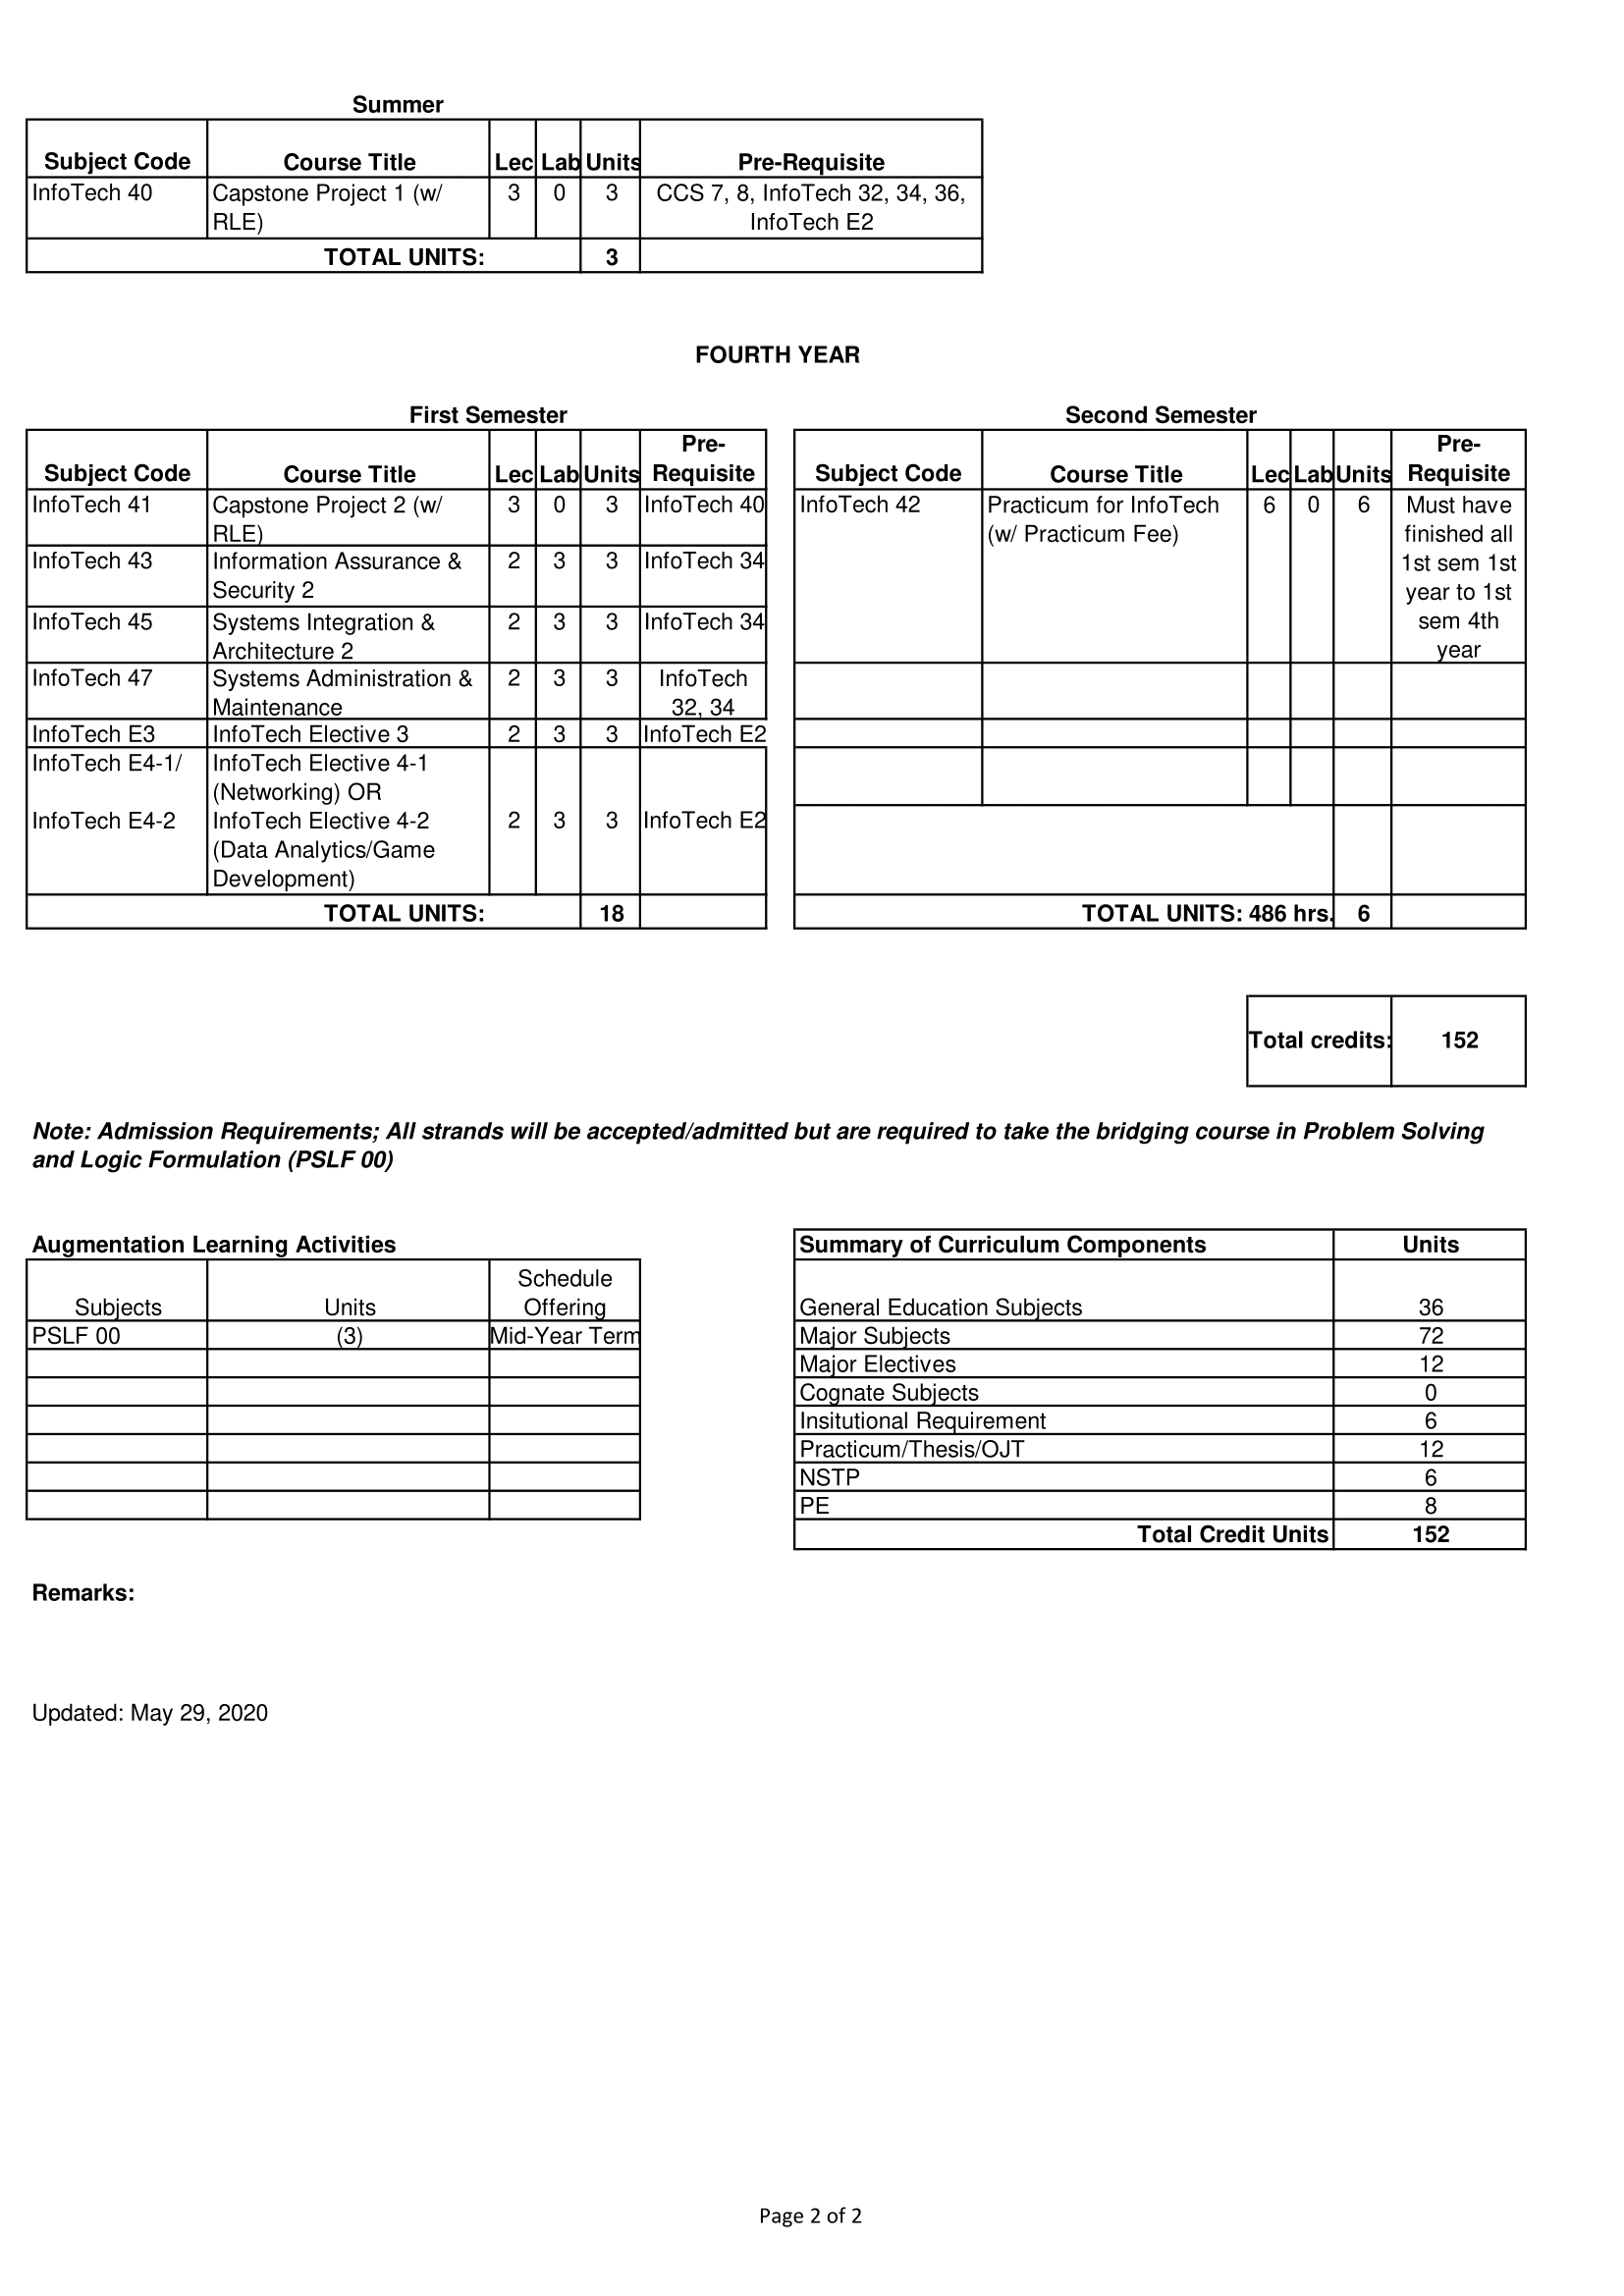 Summer
Subject Code Course Title Lec Lab Units Pre-Requisite
InfoTech 40 Capstone Project 1 (w/ 3 0 3 CCS 7, 8, InfoTech 32, 34, 36,
RLE) InfoTech E2
TOTAL UNITS: 3
FOURTH YEAR
First Semester
Pre-
Subject Code Course Title Lec Lab Units Requisite
InfoTech 41 Capstone Project 2 (w/ 3 0 3 InfoTech 40
RLE)
InfoTech 43 Information Assurance & 2 3 3 InfoTech 34
Security 2
InfoTech 45 Systems Integration & 2 3 3 InfoTech 34
Architecture 2
InfoTech 47 Systems Administration & 2 3 3 InfoTech
Maintenance 32, 34
InfoTech E3 InfoTech Elective 3 2 3 3 InfoTech E2
InfoTech E4-1/ InfoTech Elective 4-1
(Networking) OR
InfoTech E4-2 InfoTech Elective 4-2 2 3 3 InfoTech E2
(Data Analytics/Game
Development)
TOTAL UNITS: 18
Second Semester
Pre-
Subject Code Course Title Lec Lab Units Requisite
InfoTech 42 Practicum for InfoTech 6 0 6 Must have
(w/ Practicum Fee) finished all
1st sem 1st
year to 1st
sem 4th
year
TOTAL UNITS: 486 hrs. 6
Total credits: 152
Note: Admission Requirements; All strands will be accepted/admitted but are required to take the bridging course in Problem Solving
and Logic Formulation (PSLF 00)
Augmentation Learning Activities
Schedule
Subjects Units Offering
PSLF 00 (3) Mid-Year Term
Summary of Curriculum Components Units
General Education Subjects 36
Major Subjects 72
Major Electives 12
Cognate Subjects 0
Insitutional Requirement 6
Practicum/Thesis/OJT 12
NSTP 6
PE 8
Total Credit Units 152
Remarks:
Updated: May 29, 2020
Page 2 of 2